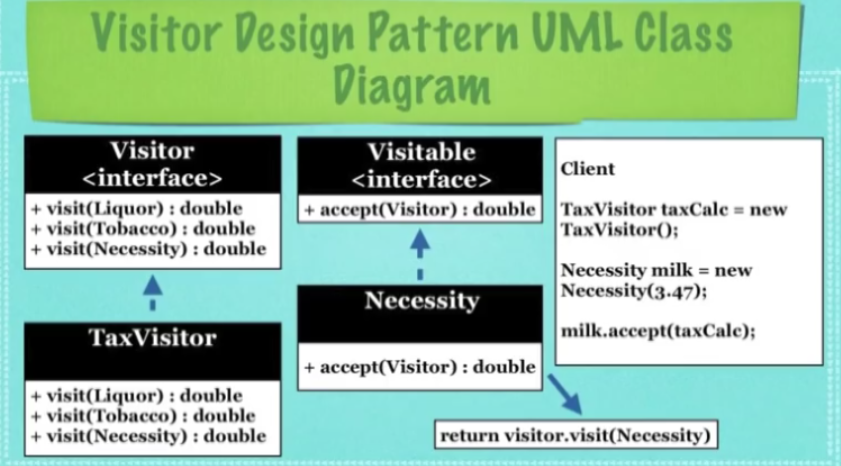 Visitor Design Pattern UML Class
Diagram
Visitor
<interface>
+ visit(Liquor) : double
+ visit(Tobacco) : double
+ visit(Necessity) : double
TaxVisitor
+ visit(Liquor) : double
+ visit(Tobacco) : double
+ visit(Necessity) : double
Visitable
<interface>
+ accept(Visitor) : double
Necessity
+ accept(Visitor) : double
return visitor.visit(Necessity)
Client
TaxVisitor taxCalc = new
TaxVisitor();
Necessity milk = new
Necessity(3.47);
milk.accept(taxCalc);